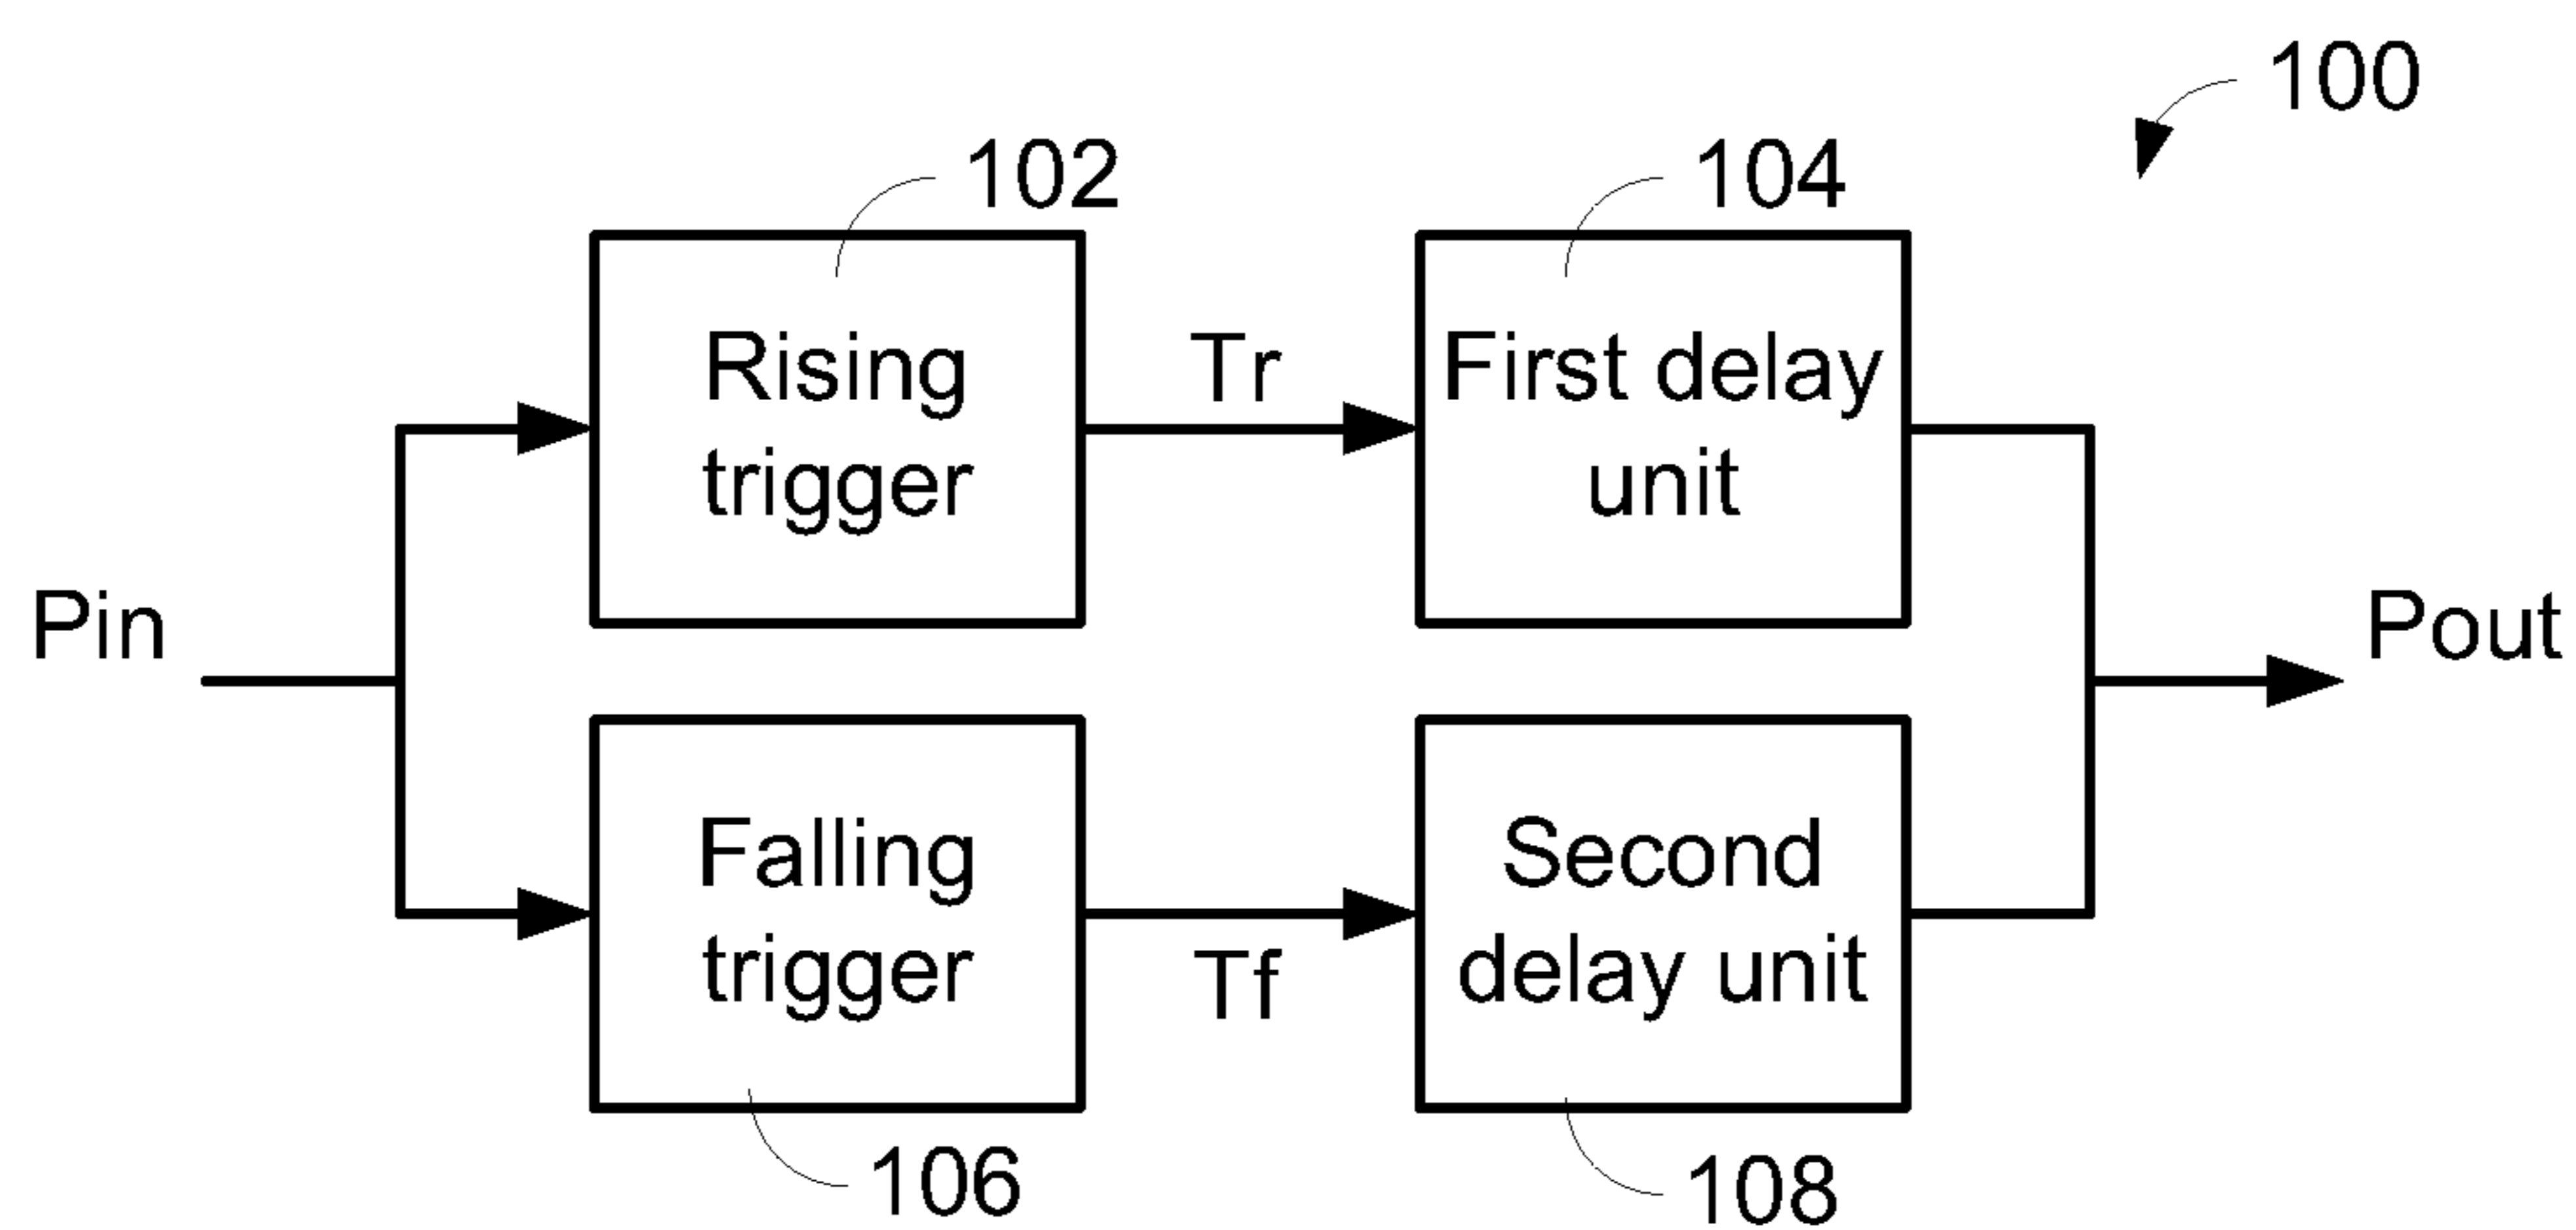 100
102
104
Rising
trigger
Tr
First delay
unit
Pin
Pout
Falling
trigger
Tf
Second
delay unit
106
108